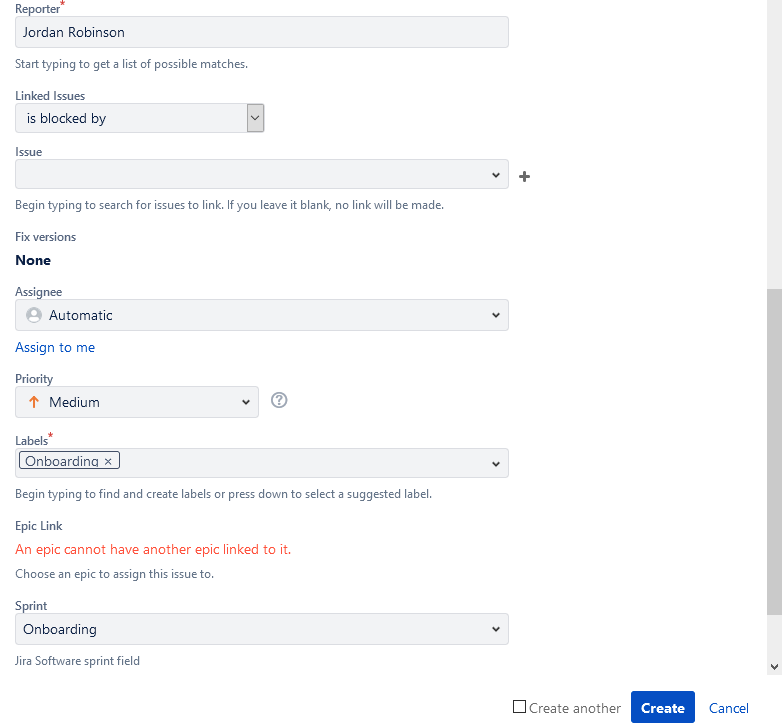 Reporter*
Jordan Robinson
Start typing to get a list of possible matches.
Linked Issues
is blocked by
Issue
Begin typing to search for issues to link. If you leave it blank, no link will be made.
Fix versions
None
Assignee
Automatic
Assign to me
Priority
Medium
Labels*
Onboarding ×
Begin typing to find and create labels or press down to select a suggested label.
Epic Link
An epic cannot have another epic linked to it.
Choose an epic to assign this issue to.
Sprint
Onboarding
Jira Software sprint field
Create another Create Cancel